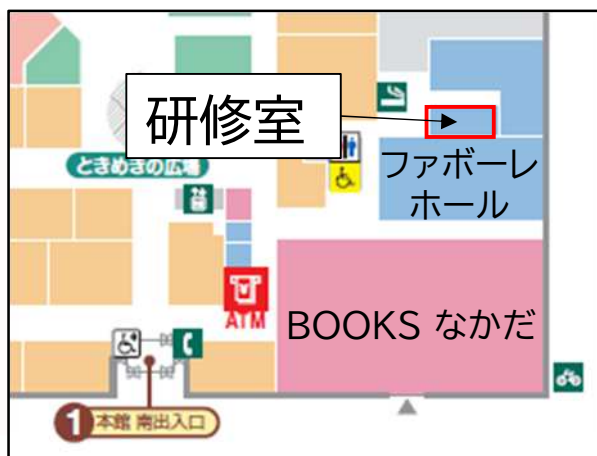 研修室
ときめきの広場
ファボーレ
ホール
ATM
BOOKS なかだ
1 本館 南出入口